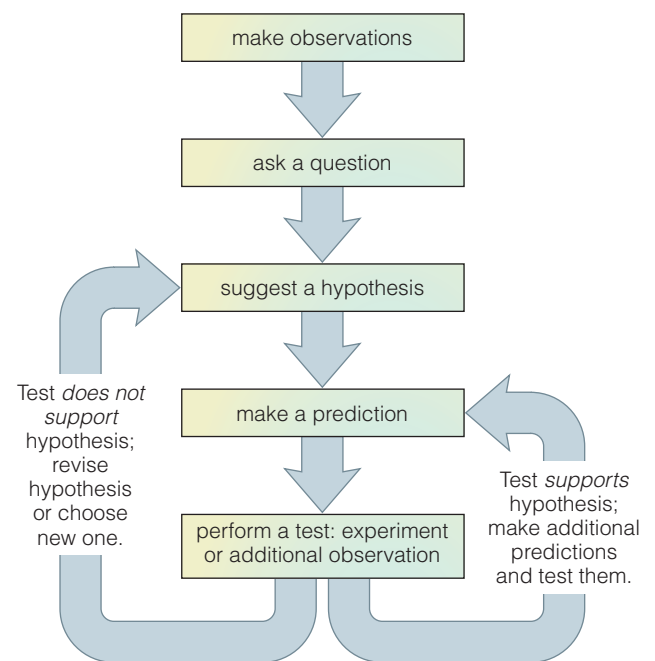 make observations
ask a question
suggest a hypothesis
Test does not
support
hypothesis;
revise
hypothesis
or choose
new one.
make a prediction
Test supports
hypothesis;
make additional
predictions
and test them.
perform a test: experiment
or additional observation